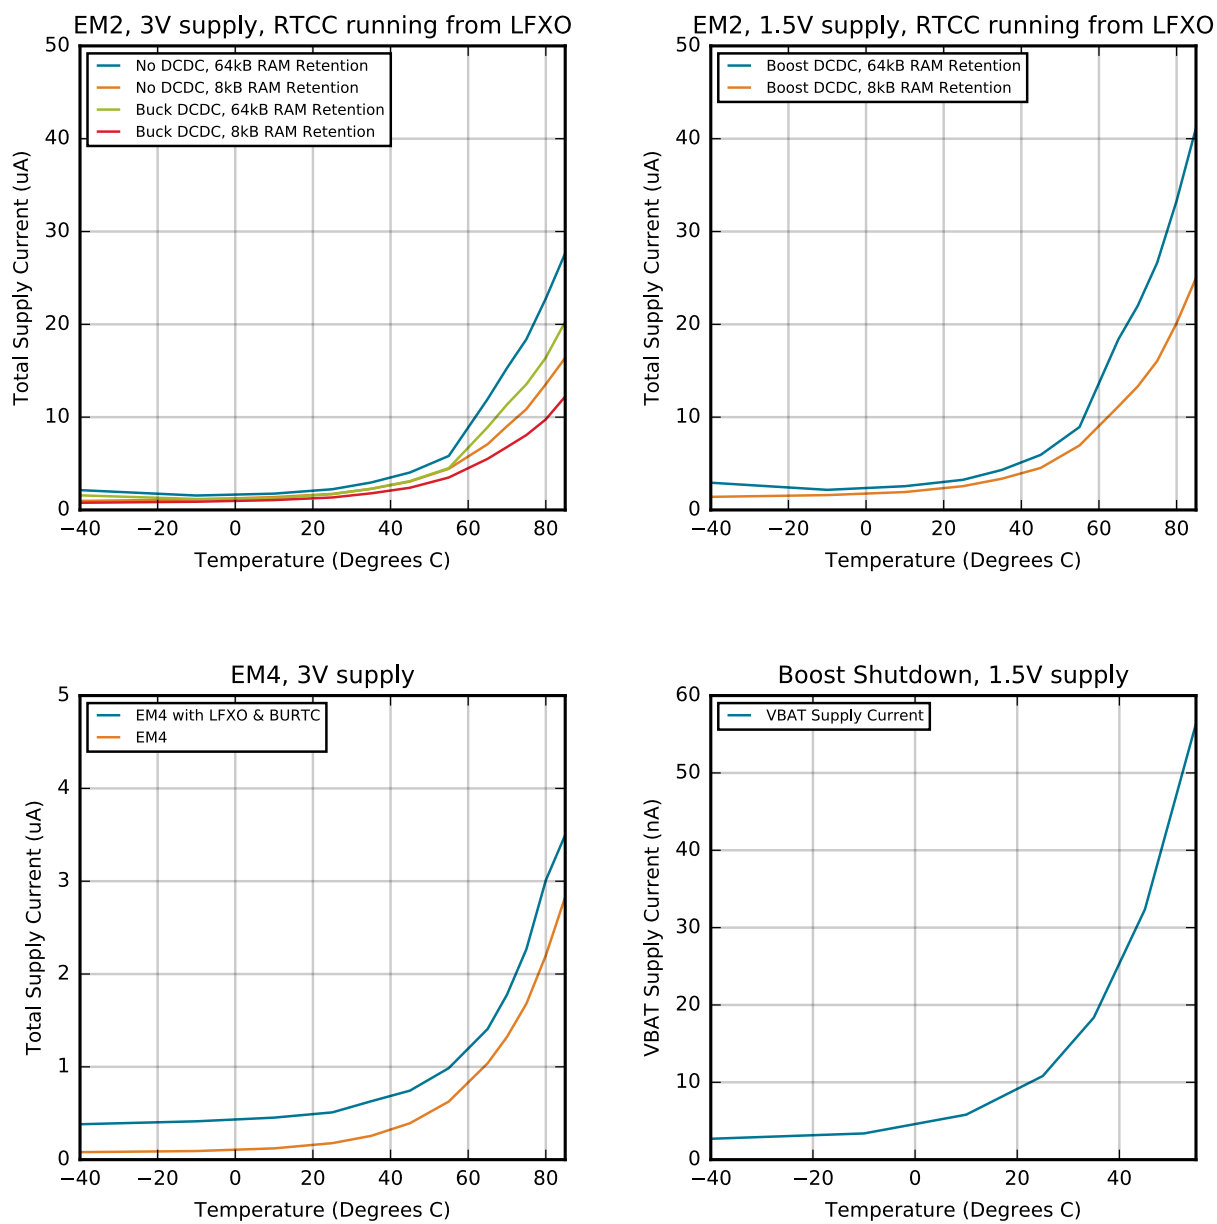 EM2, 3V supply, RTCC running from LFXO
50
40
30
20
10
0
Total Supply Current (uA)
No DCDC, 64kB RAM Retention
No DCDC, 8kB RAM Retention
Buck DCDC, 64kB RAM Retention
Buck DCDC, 8kB RAM Retention
−40 −20 0 20 40 60 80
Temperature (Degrees C)
EM2, 1.5V supply, RTCC running from LFXO
50
40
30
20
10
0
Total Supply Current (uA)
Boost DCDC, 64kB RAM Retention
Boost DCDC, 8kB RAM Retention
−40 −20 0 20 40 60 80
Temperature (Degrees C)
EM4, 3V supply
5
4
3
2
1
0
Total Supply Current (uA)
EM4 with LFXO & BURTC
EM4
−40 −20 0 20 40 60 80
Temperature (Degrees C)
Boost Shutdown, 1.5V supply
60
50
40
30
20
10
0
VBAT Supply Current (nA)
VBAT Supply Current
−40 −20 0 20 40
Temperature (Degrees C)